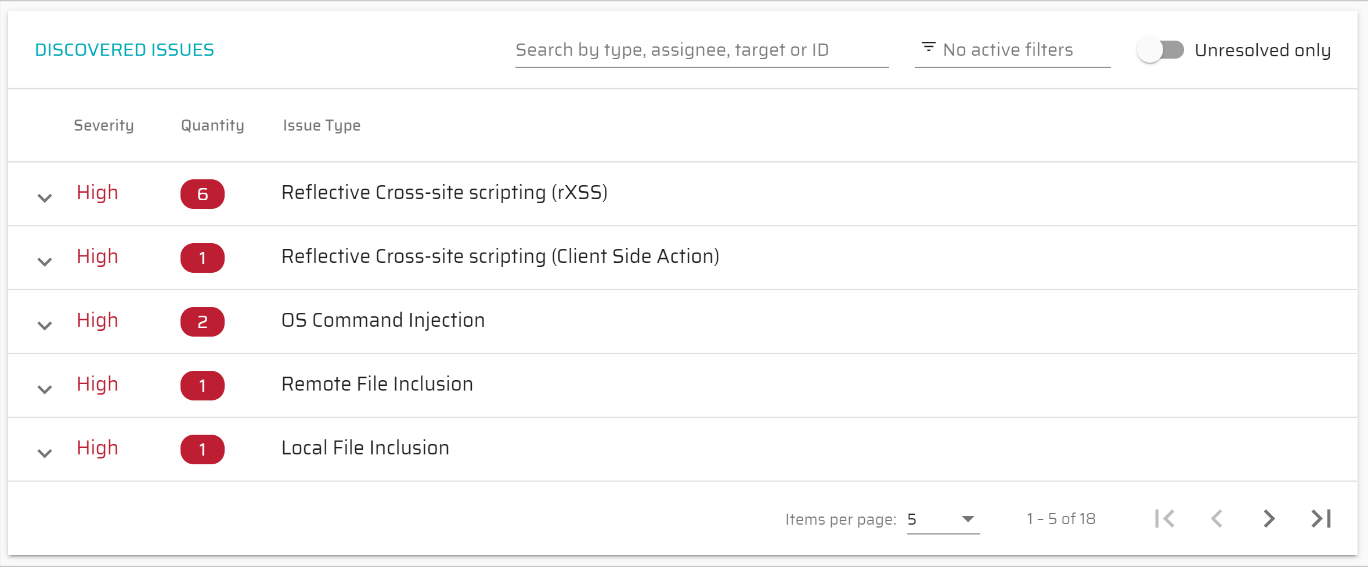 DISCOVERED ISSUES Search by type, assignee, target or ID No active filters Unresolved only
Severity Quantity Issue Type
High 6 Reflective Cross-site scripting (rXSS)
High 1 Reflective Cross-site scripting (Client Side Action)
High 2 OS Command Injection
High 1 Remote File Inclusion
High 1 Local File Inclusion
Items per page: 5 1 - 5 of 18